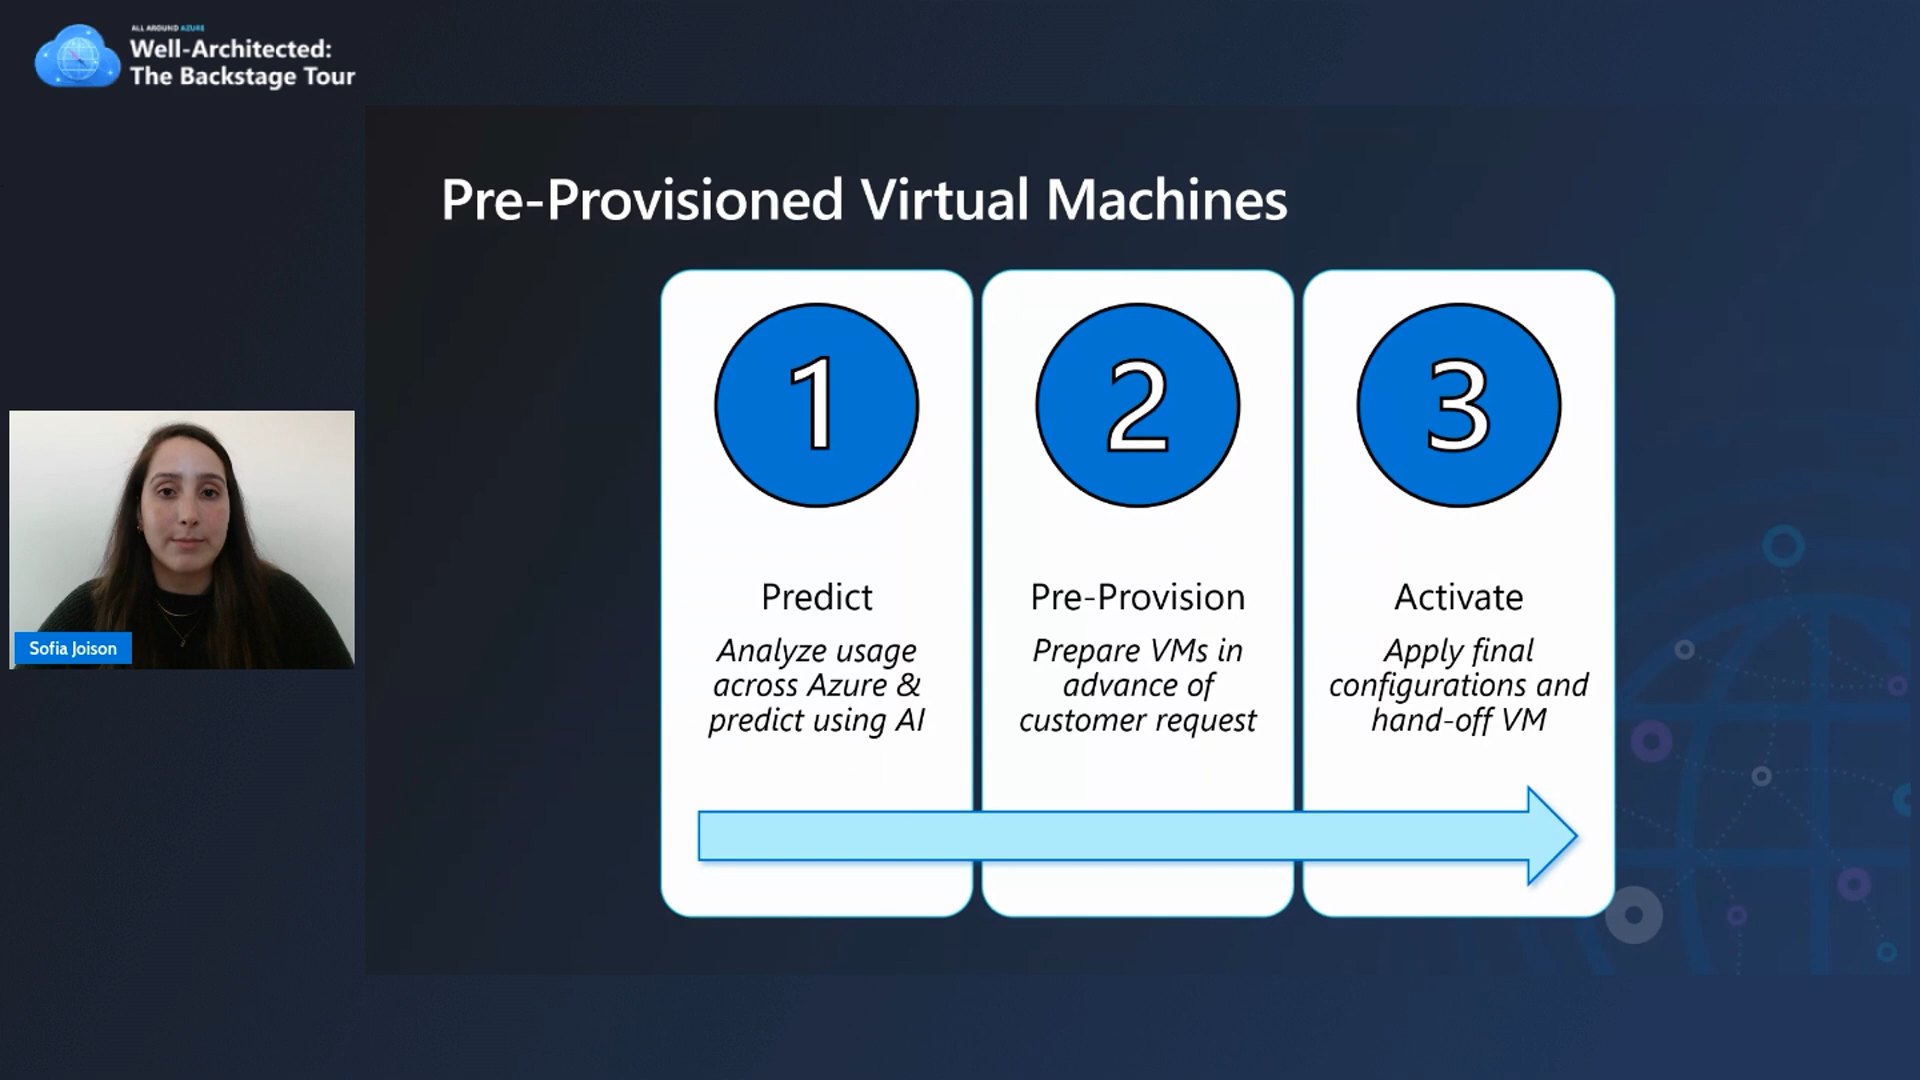 ALL AROUND AZURE
Well-Architected:
The Backstage Tour
Pre-Provisioned Virtual Machines
1
2
3
Predict
Analyze usage
across Azure &
predict using AI
Pre-Provision
Prepare VMs in
advance of
customer request
Activate
Apply final
configurations and
hand-off VM
Sofia Joison